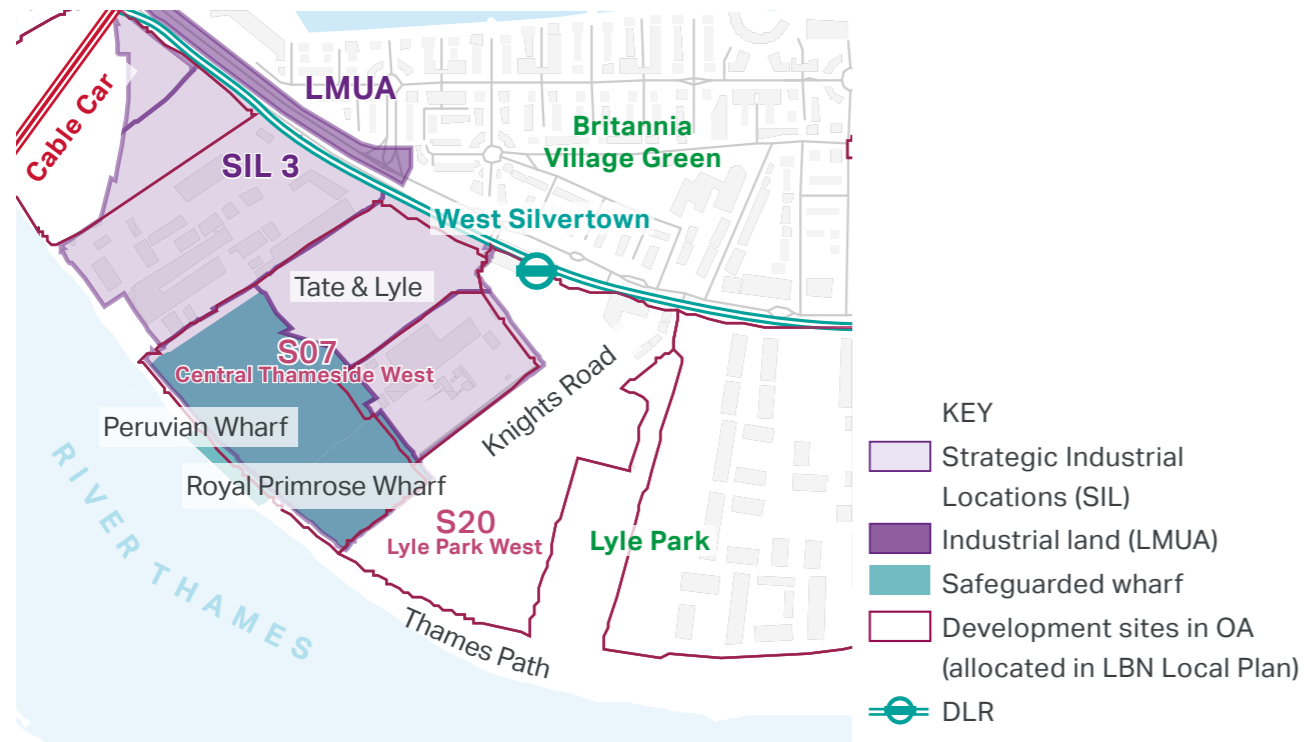 LMUA
Cable Car
Britannia
Village Green
SIL 3
West Silvertown
Tate & Lyle
S07
Central Thameside West
Knights Road
Peruvian Wharf
Royal Primrose Wharf
RIVER THAMES
S20
Lyle Park West
Lyle Park
Thames Path
KEY
Strategic Industrial
Locations (SIL)
Industrial land (LMUA)
Safeguarded wharf
Development sites in OA
(allocated in LBN Local Plan)
DLR